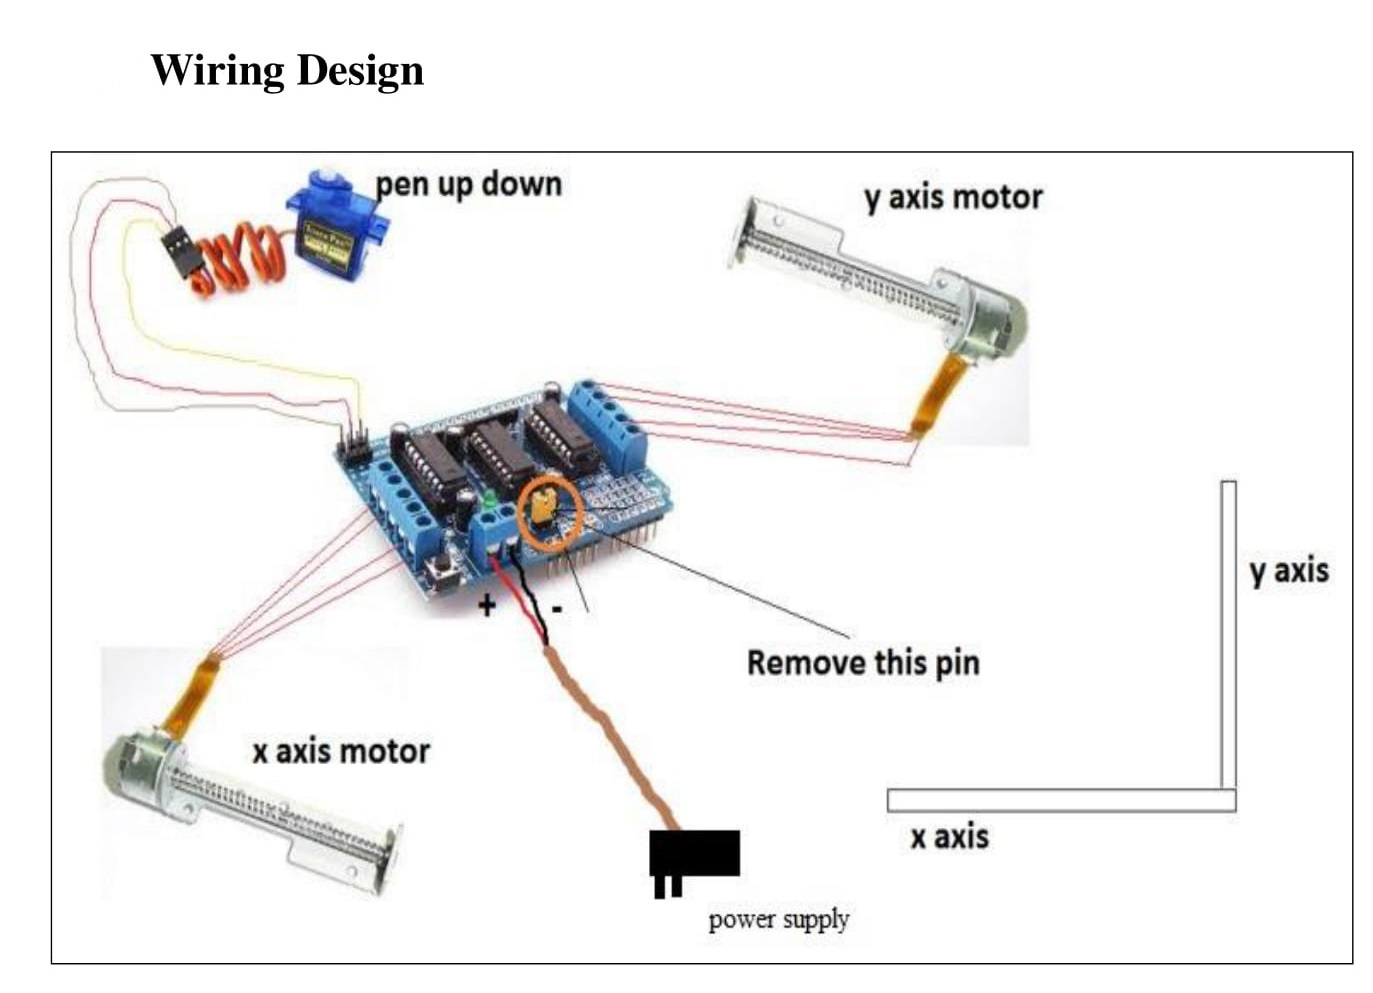 Wiring Design
pen up down
y axis motor
+ -
Remove this pin
y axis
x axis motor
x axis
power supply